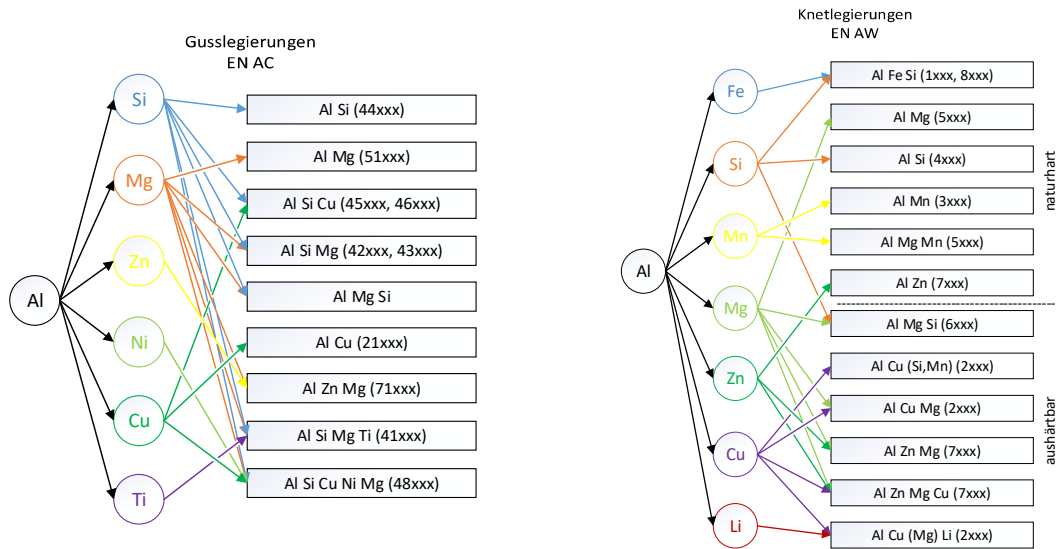 Gusslegierungen
EN AC
Al
Si
Mg
Zn
Ni
Cu
Ti
Al Si (44xxx)
Al Mg (51xxx)
Al Si Cu (45xxx, 46xxx)
Al Si Mg (42xxx, 43xxx)
Al Mg Si
Al Cu (21xxx)
Al Zn Mg (71xxx)
Al Si Mg Ti (41xxx)
Al Si Cu Ni Mg (48xxx)
Knetlegierungen
EN AW
Al
Fe
Si
Mn
Mg
Zn
Cu
Li
Al Fe Si (1xxx, 8xxx)
Al Mg (5xxx)
Al Si (4xxx)
Al Mn (3xxx)
Al Mg Mn (5xxx)
Al Zn (7xxx)
Al Mg Si (6xxx)
Al Cu (Si,Mn) (2xxx)
Al Cu Mg (2xxx)
Al Zn Mg (7xxx)
Al Zn Mg Cu (7xxx)
Al Cu (Mg) Li (2xxx)
naturhart
aushärtbar